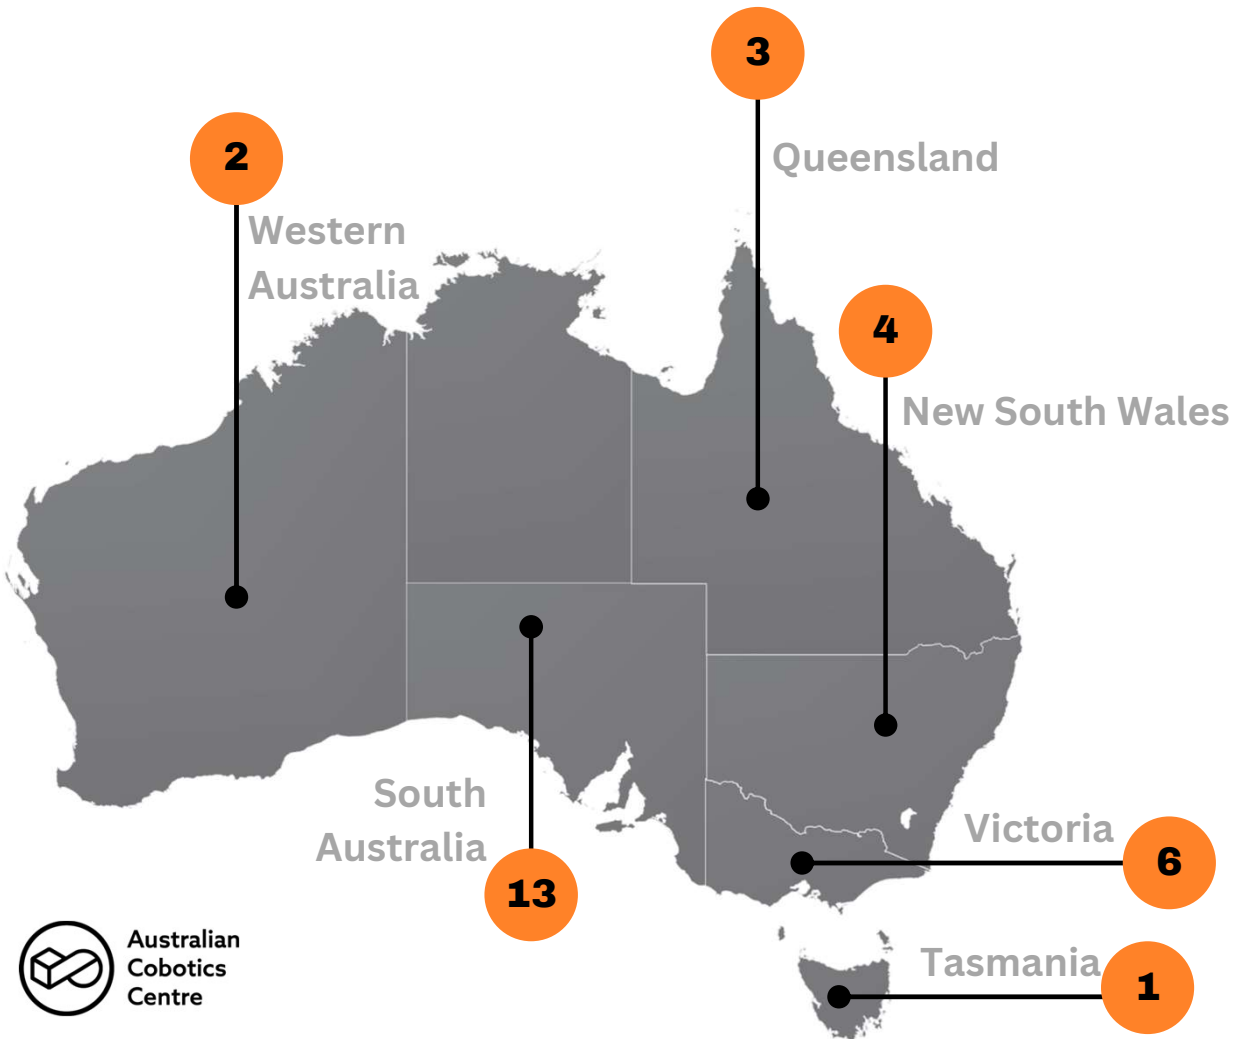 3
Queensland
2
Western
Australia
4
New South Wales
South
Australia
13
Victoria
6
Tasmania
1
Australian
Cobotics
Centre